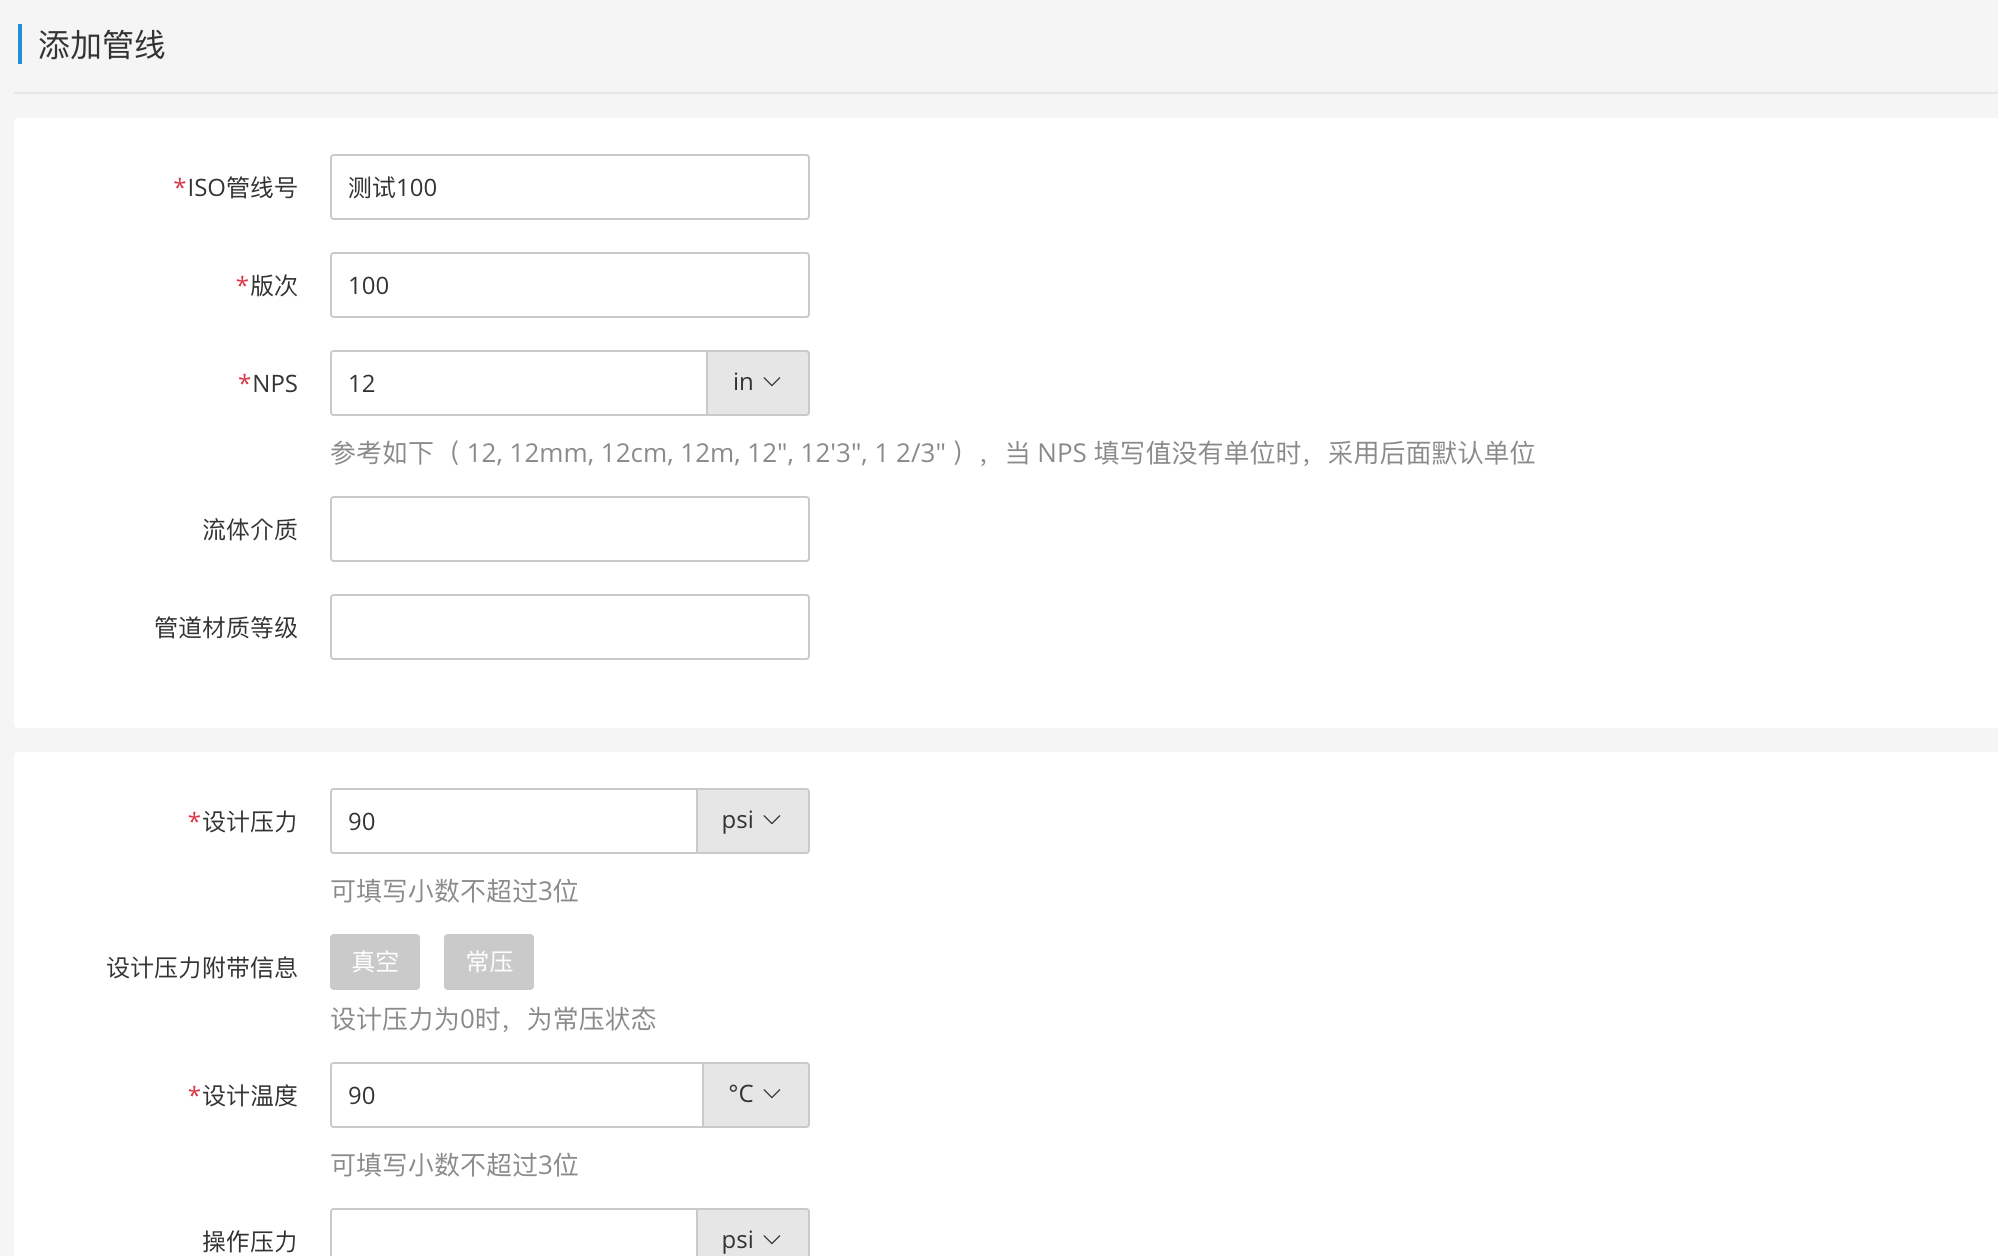 添加管线
*ISO管线号 测试100
*版次 100
*NPS 12 in
参考如下（ 12, 12mm, 12cm, 12m, 12", 12'3", 1 2/3" ），当 NPS 填写值没有单位时，采用后面默认单位
流体介质
管道材质等级
*设计压力 90 psi
可填写小数不超过3位
设计压力附带信息 真空 常压
设计压力为0时，为常压状态
*设计温度 90 °C
可填写小数不超过3位
操作压力 psi